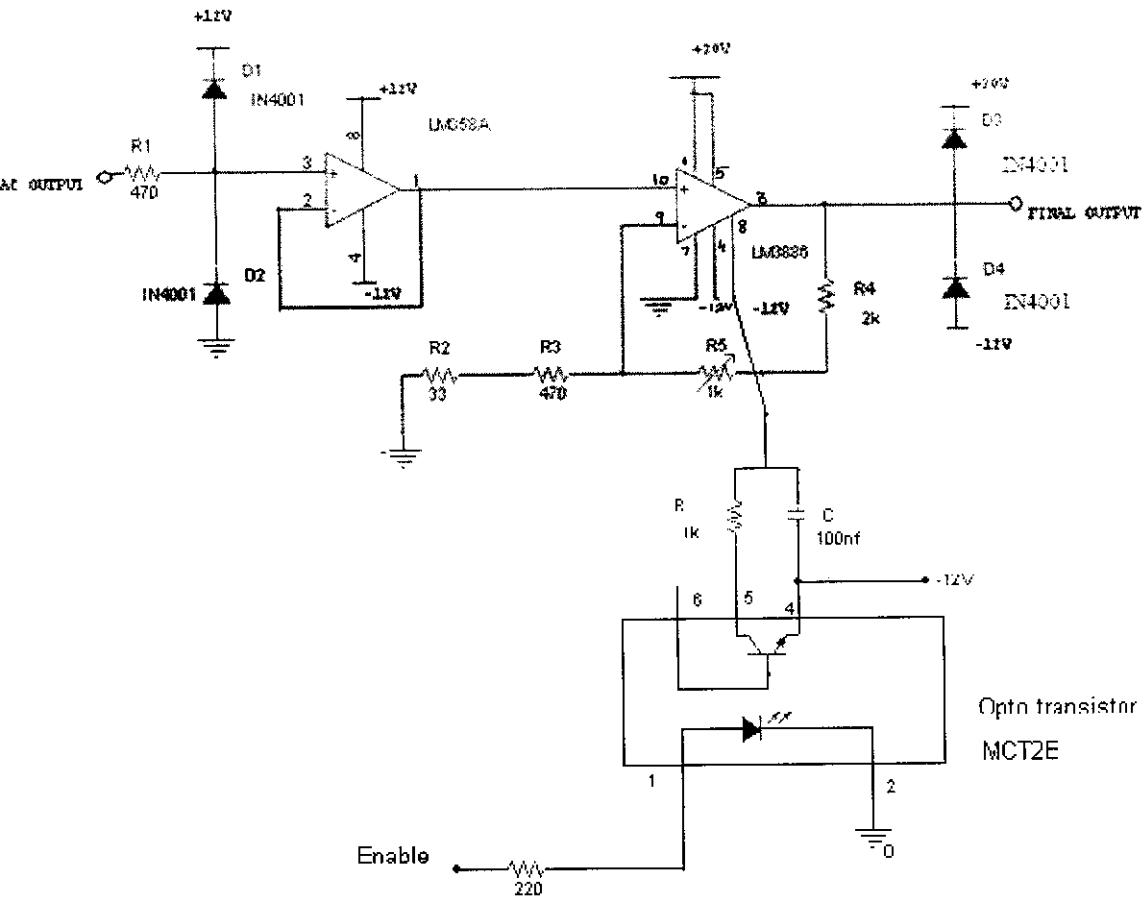 +12V
D1
IN4001
R1
470
AC OUTPUT
3
2
+
-
8
+12V
LM358A
1
4
-12V
D2
IN4001
+20V
1
5
10
9
+
-
7
4
8
3
LM3886
-12V
-12V
R4
2k
+20V
D3
IN4001
FINAL OUTPUT
D4
IN4001
-12V
R2
33
R3
470
R5
1k
R
1k
C
100nf
-12V
6
5
4
Opto transistor
MCT2E
1
2
0
Enable
220